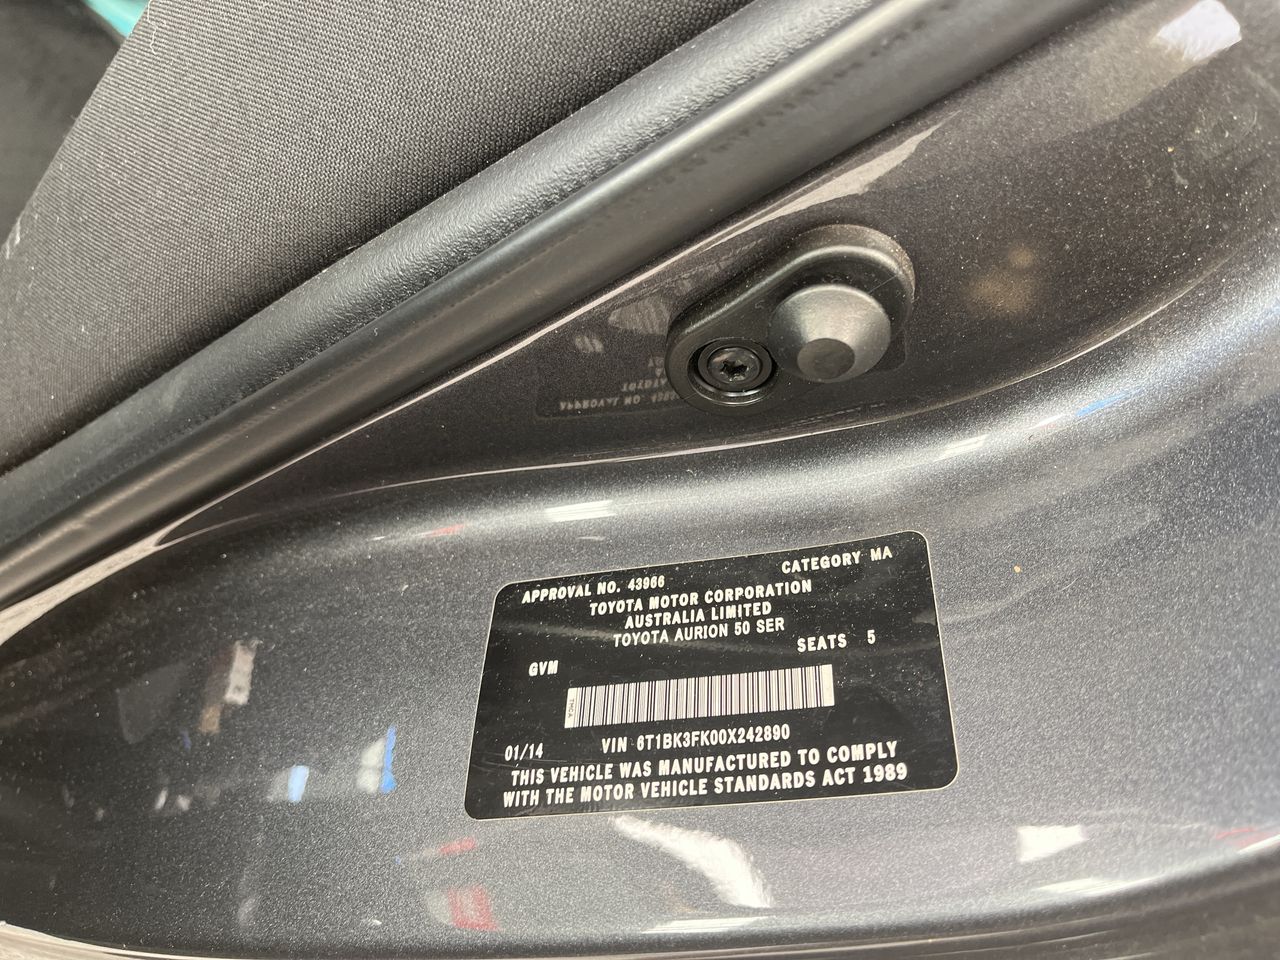 APPROVAL NO. 43966 CATEGORY MA
TOYOTA MOTOR CORPORATION
AUSTRALIA LIMITED
TOYOTA AURION 50 SER
SEATS 5
GVM
TMCA
01/14 VIN 6T1BK3FK00X242890
THIS VEHICLE WAS MANUFACTURED TO COMPLY
WITH THE MOTOR VEHICLE STANDARDS ACT 1989